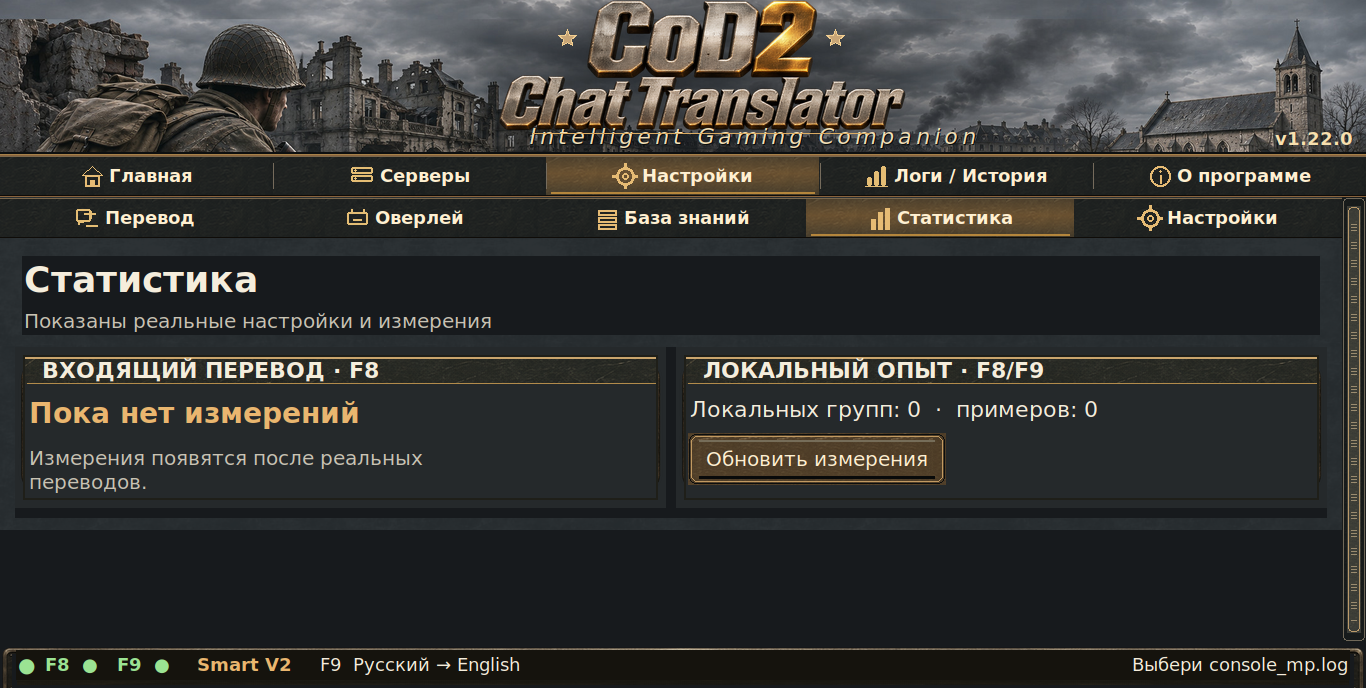 CoD2
Chat Translator
Intelligent Gaming Companion
v1.22.0
Главная
Серверы
Настройки
Логи / История
О программе
Перевод
Оверлей
База знаний
Статистика
Настройки
Статистика
Показаны реальные настройки и измерения
ВХОДЯЩИЙ ПЕРЕВОД · F8
Пока нет измерений
Измерения появятся после реальных
переводов.
ЛОКАЛЬНЫЙ ОПЫТ · F8/F9
Локальных групп: 0 · примеров: 0
Обновить измерения
F8 F9 Smart V2 F9 Русский → English
Выбери console_mp.log